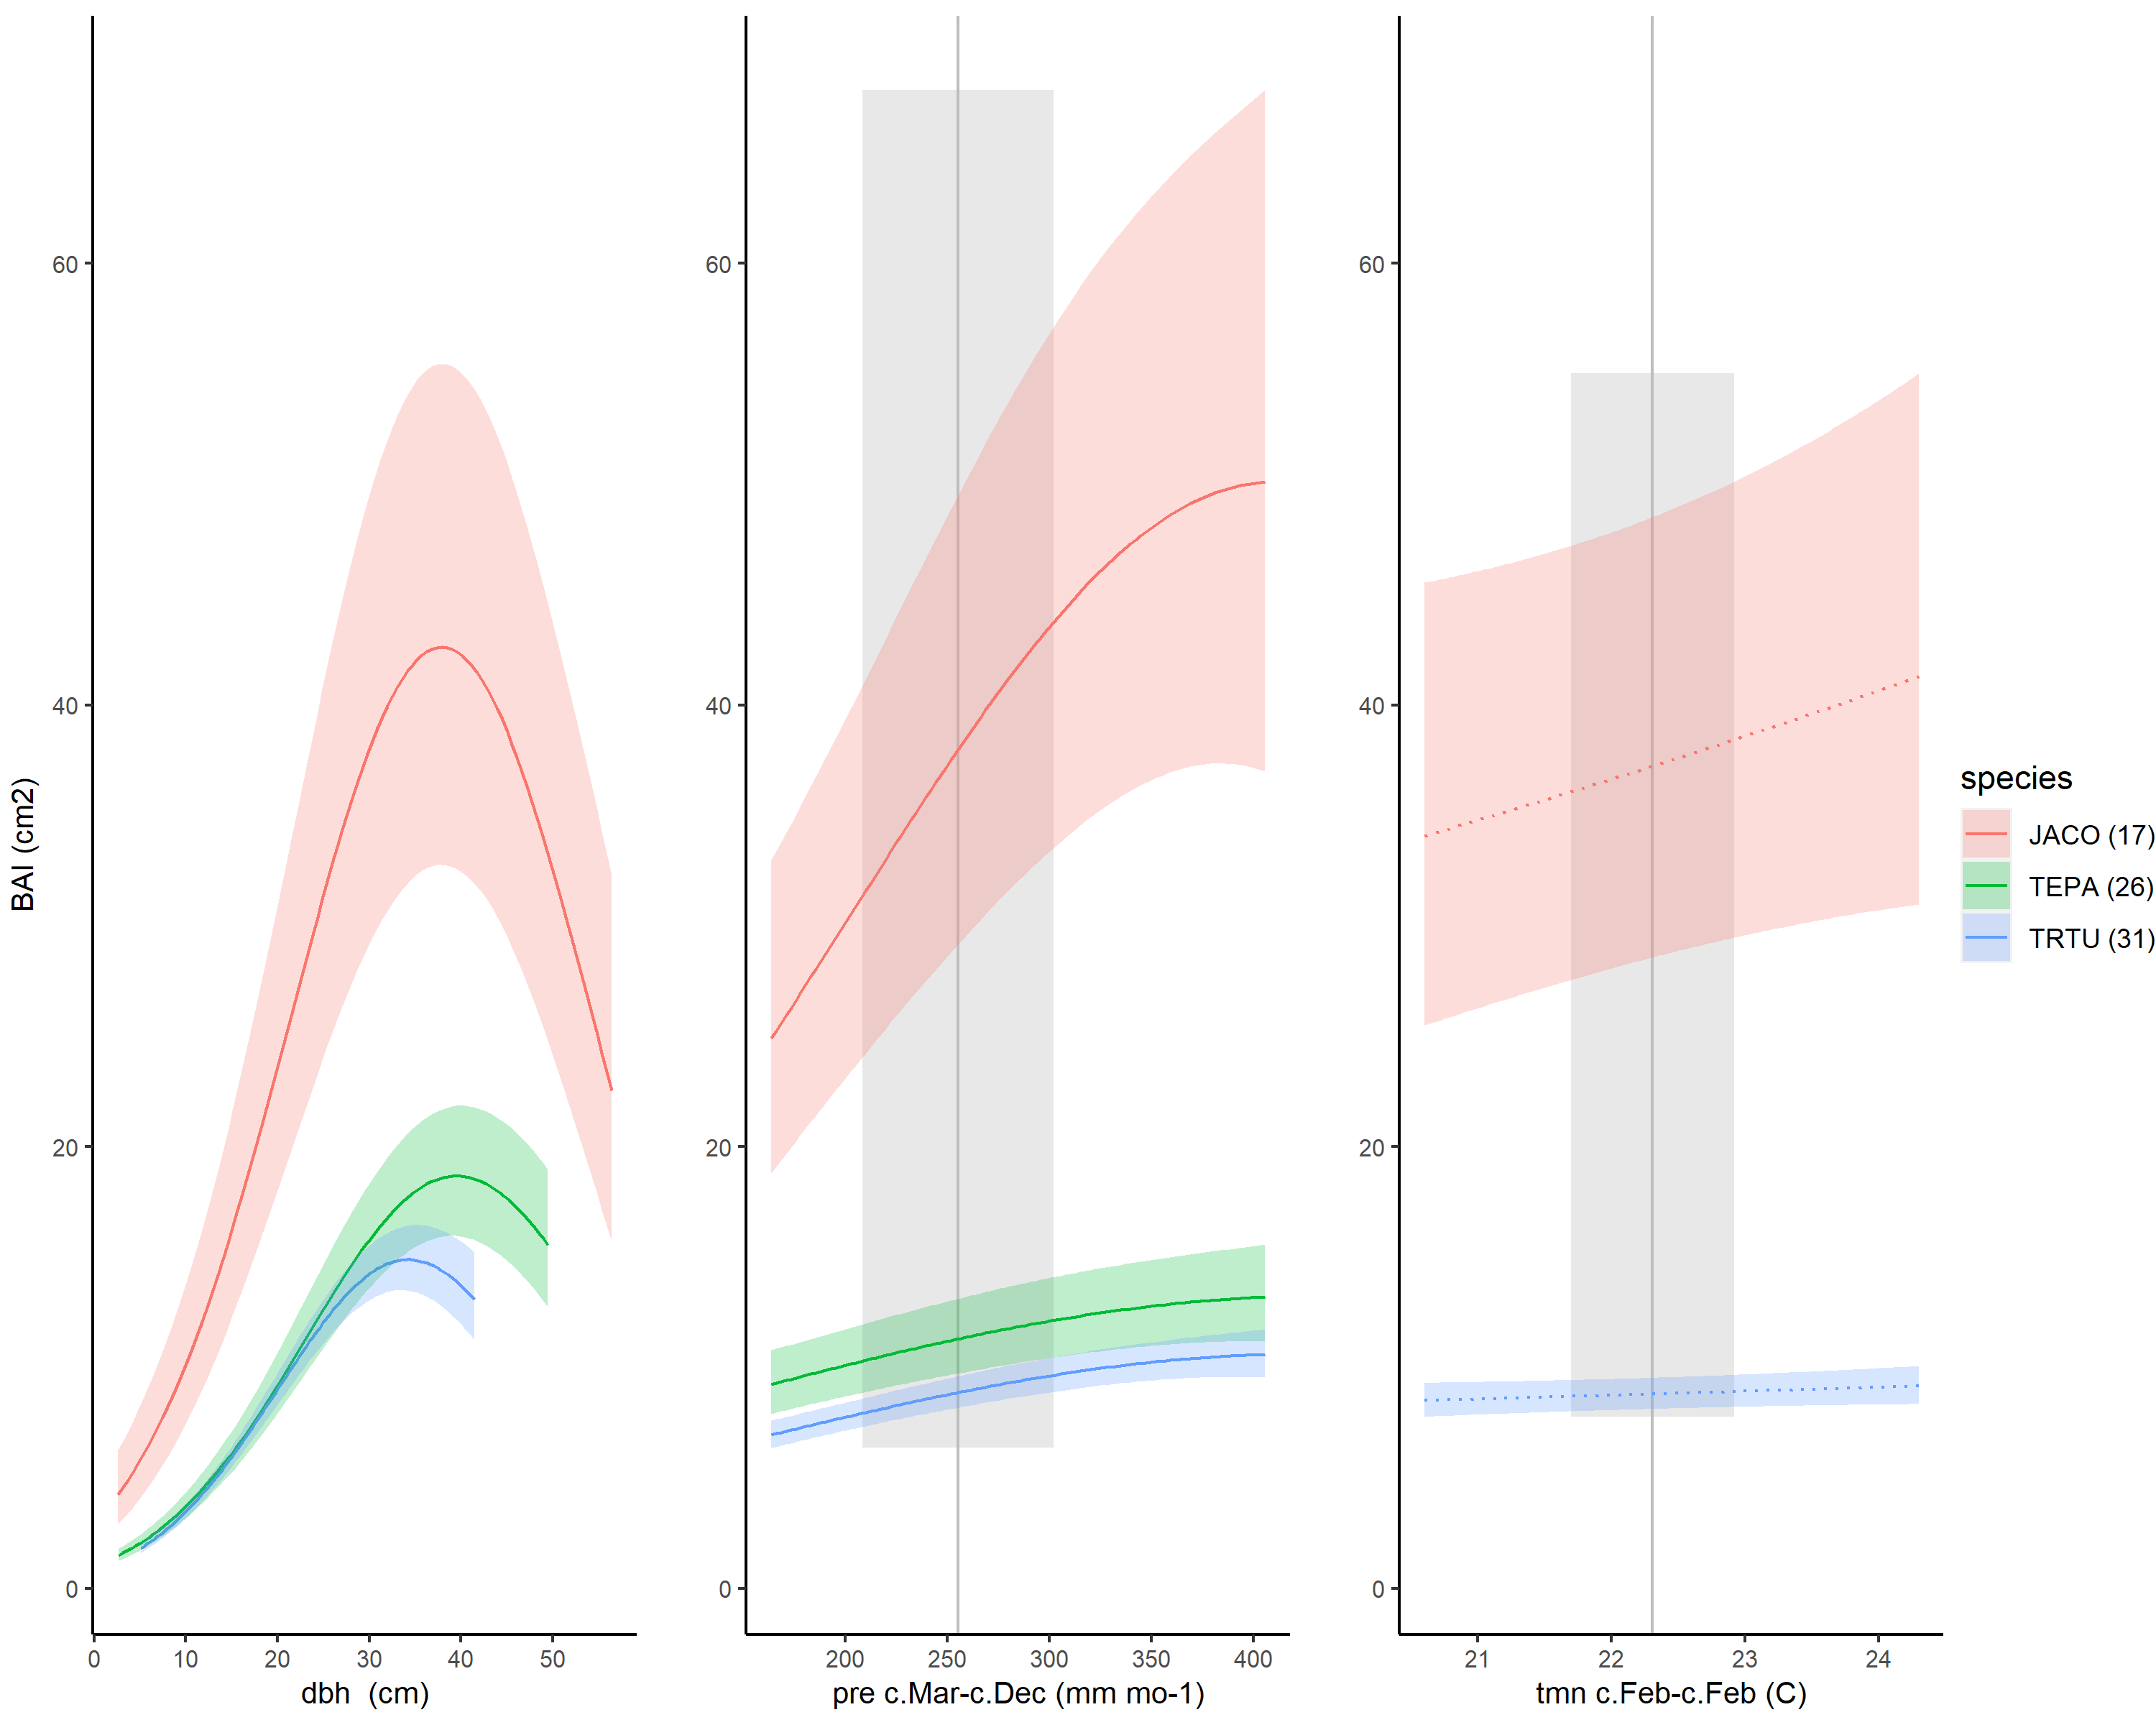 BAI (cm2)
60
40
20
0
0 10 20 30 40 50
dbh  (cm)
60
40
20
0
200 250 300 350 400
pre c.Mar-c.Dec (mm mo-1)
60
40
20
0
21 22 23 24
tmn c.Feb-c.Feb (C)
species
JACO (17)
TEPA (26)
TRTU (31)